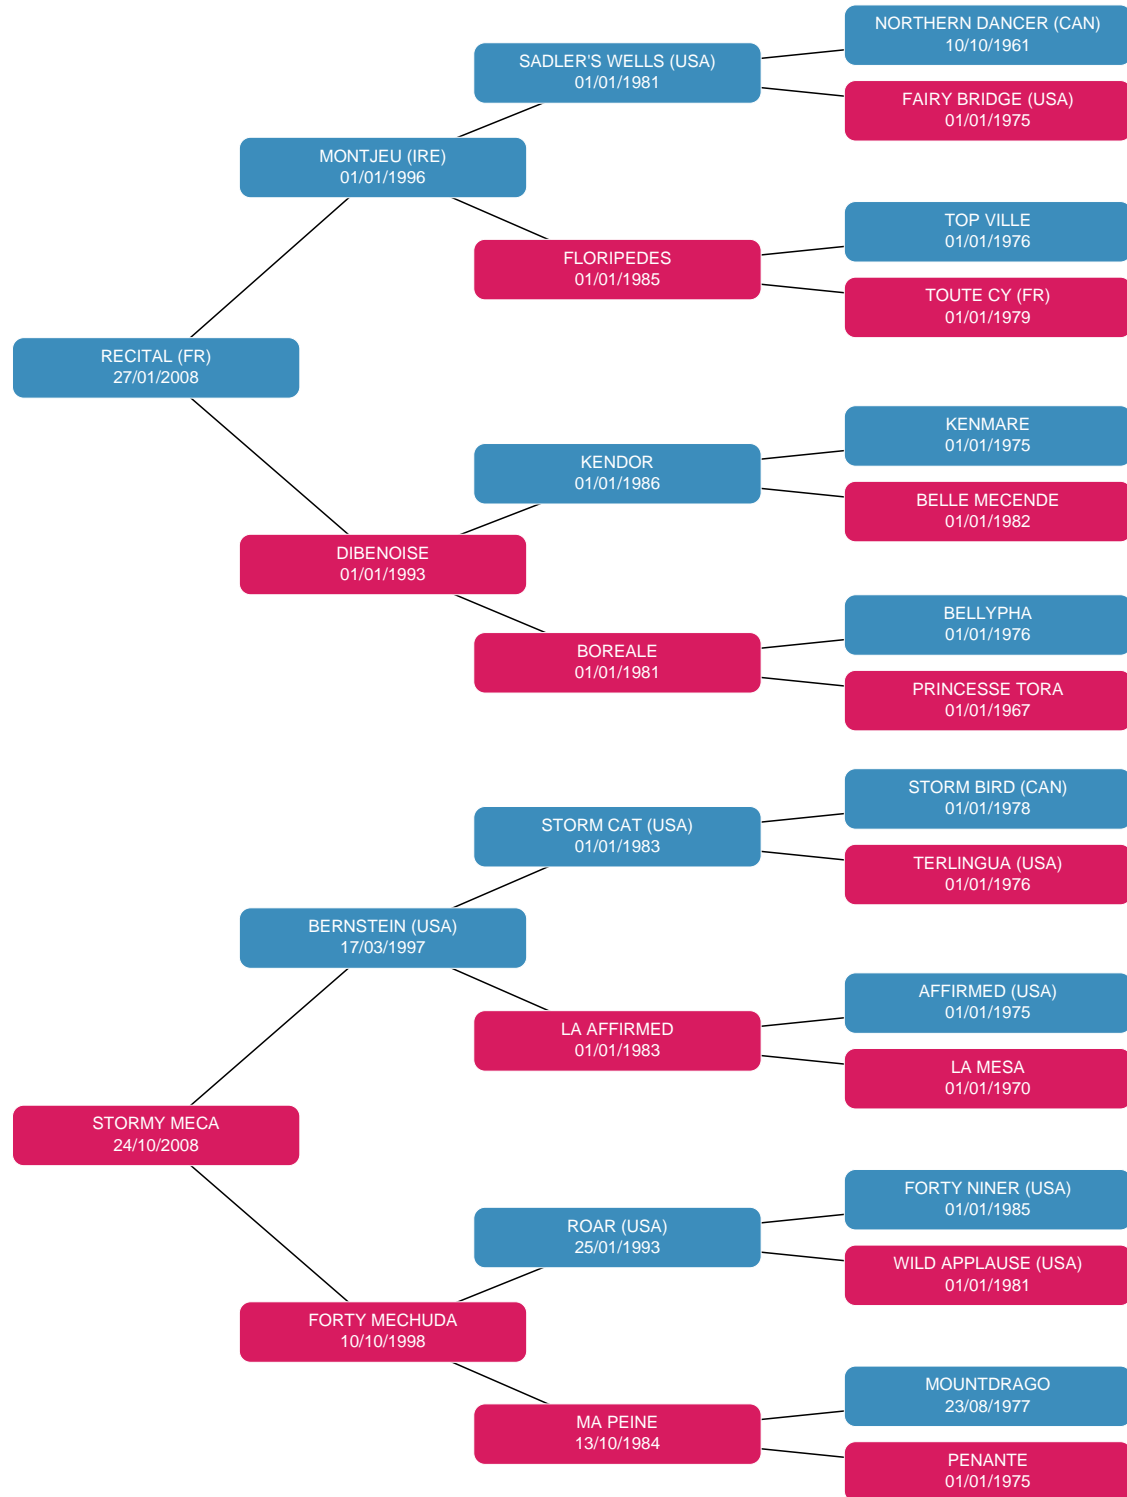 NORTHERN DANCER (CAN)
10/10/1961
SADLER'S WELLS (USA)
01/01/1981
FAIRY BRIDGE (USA)
01/01/1975
MONTJEU (IRE)
01/01/1996
TOP VILLE
01/01/1976
FLORIPEDES
01/01/1985
TOUTE CY (FR)
01/01/1979
RECITAL (FR)
27/01/2008
KENMARE
01/01/1975
KENDOR
01/01/1986
BELLE MECENDE
01/01/1982
DIBENOISE
01/01/1993
BELLYPHA
01/01/1976
BOREALE
01/01/1981
PRINCESSE TORA
01/01/1967
STORM BIRD (CAN)
01/01/1978
STORM CAT (USA)
01/01/1983
TERLINGUA (USA)
01/01/1976
BERNSTEIN (USA)
17/03/1997
AFFIRMED (USA)
01/01/1975
LA AFFIRMED
01/01/1983
LA MESA
01/01/1970
STORMY MECA
24/10/2008
FORTY NINER (USA)
01/01/1985
ROAR (USA)
25/01/1993
WILD APPLAUSE (USA)
01/01/1981
FORTY MECHUDA
10/10/1998
MOUNTDRAGO
23/08/1977
MA PEINE
13/10/1984
PENANTE
01/01/1975